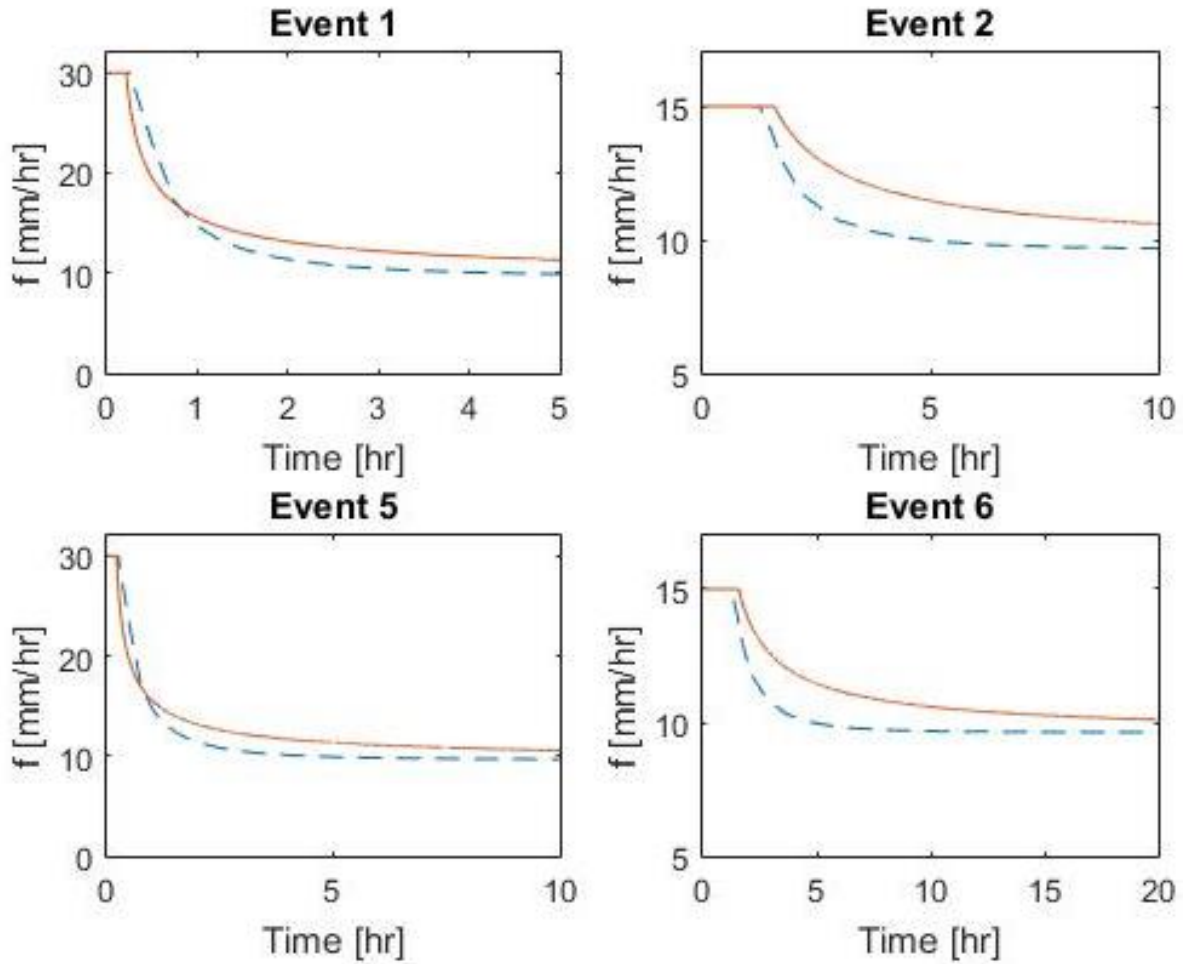 Event 1
f [mm/hr]
30
20
10
0
0 1 2 3 4 5
Time [hr]
Event 2
f [mm/hr]
15
10
5
0 5 10
Time [hr]
Event 5
f [mm/hr]
30
20
10
0
0 5 10
Time [hr]
Event 6
f [mm/hr]
15
10
5
0 5 10 15 20
Time [hr]